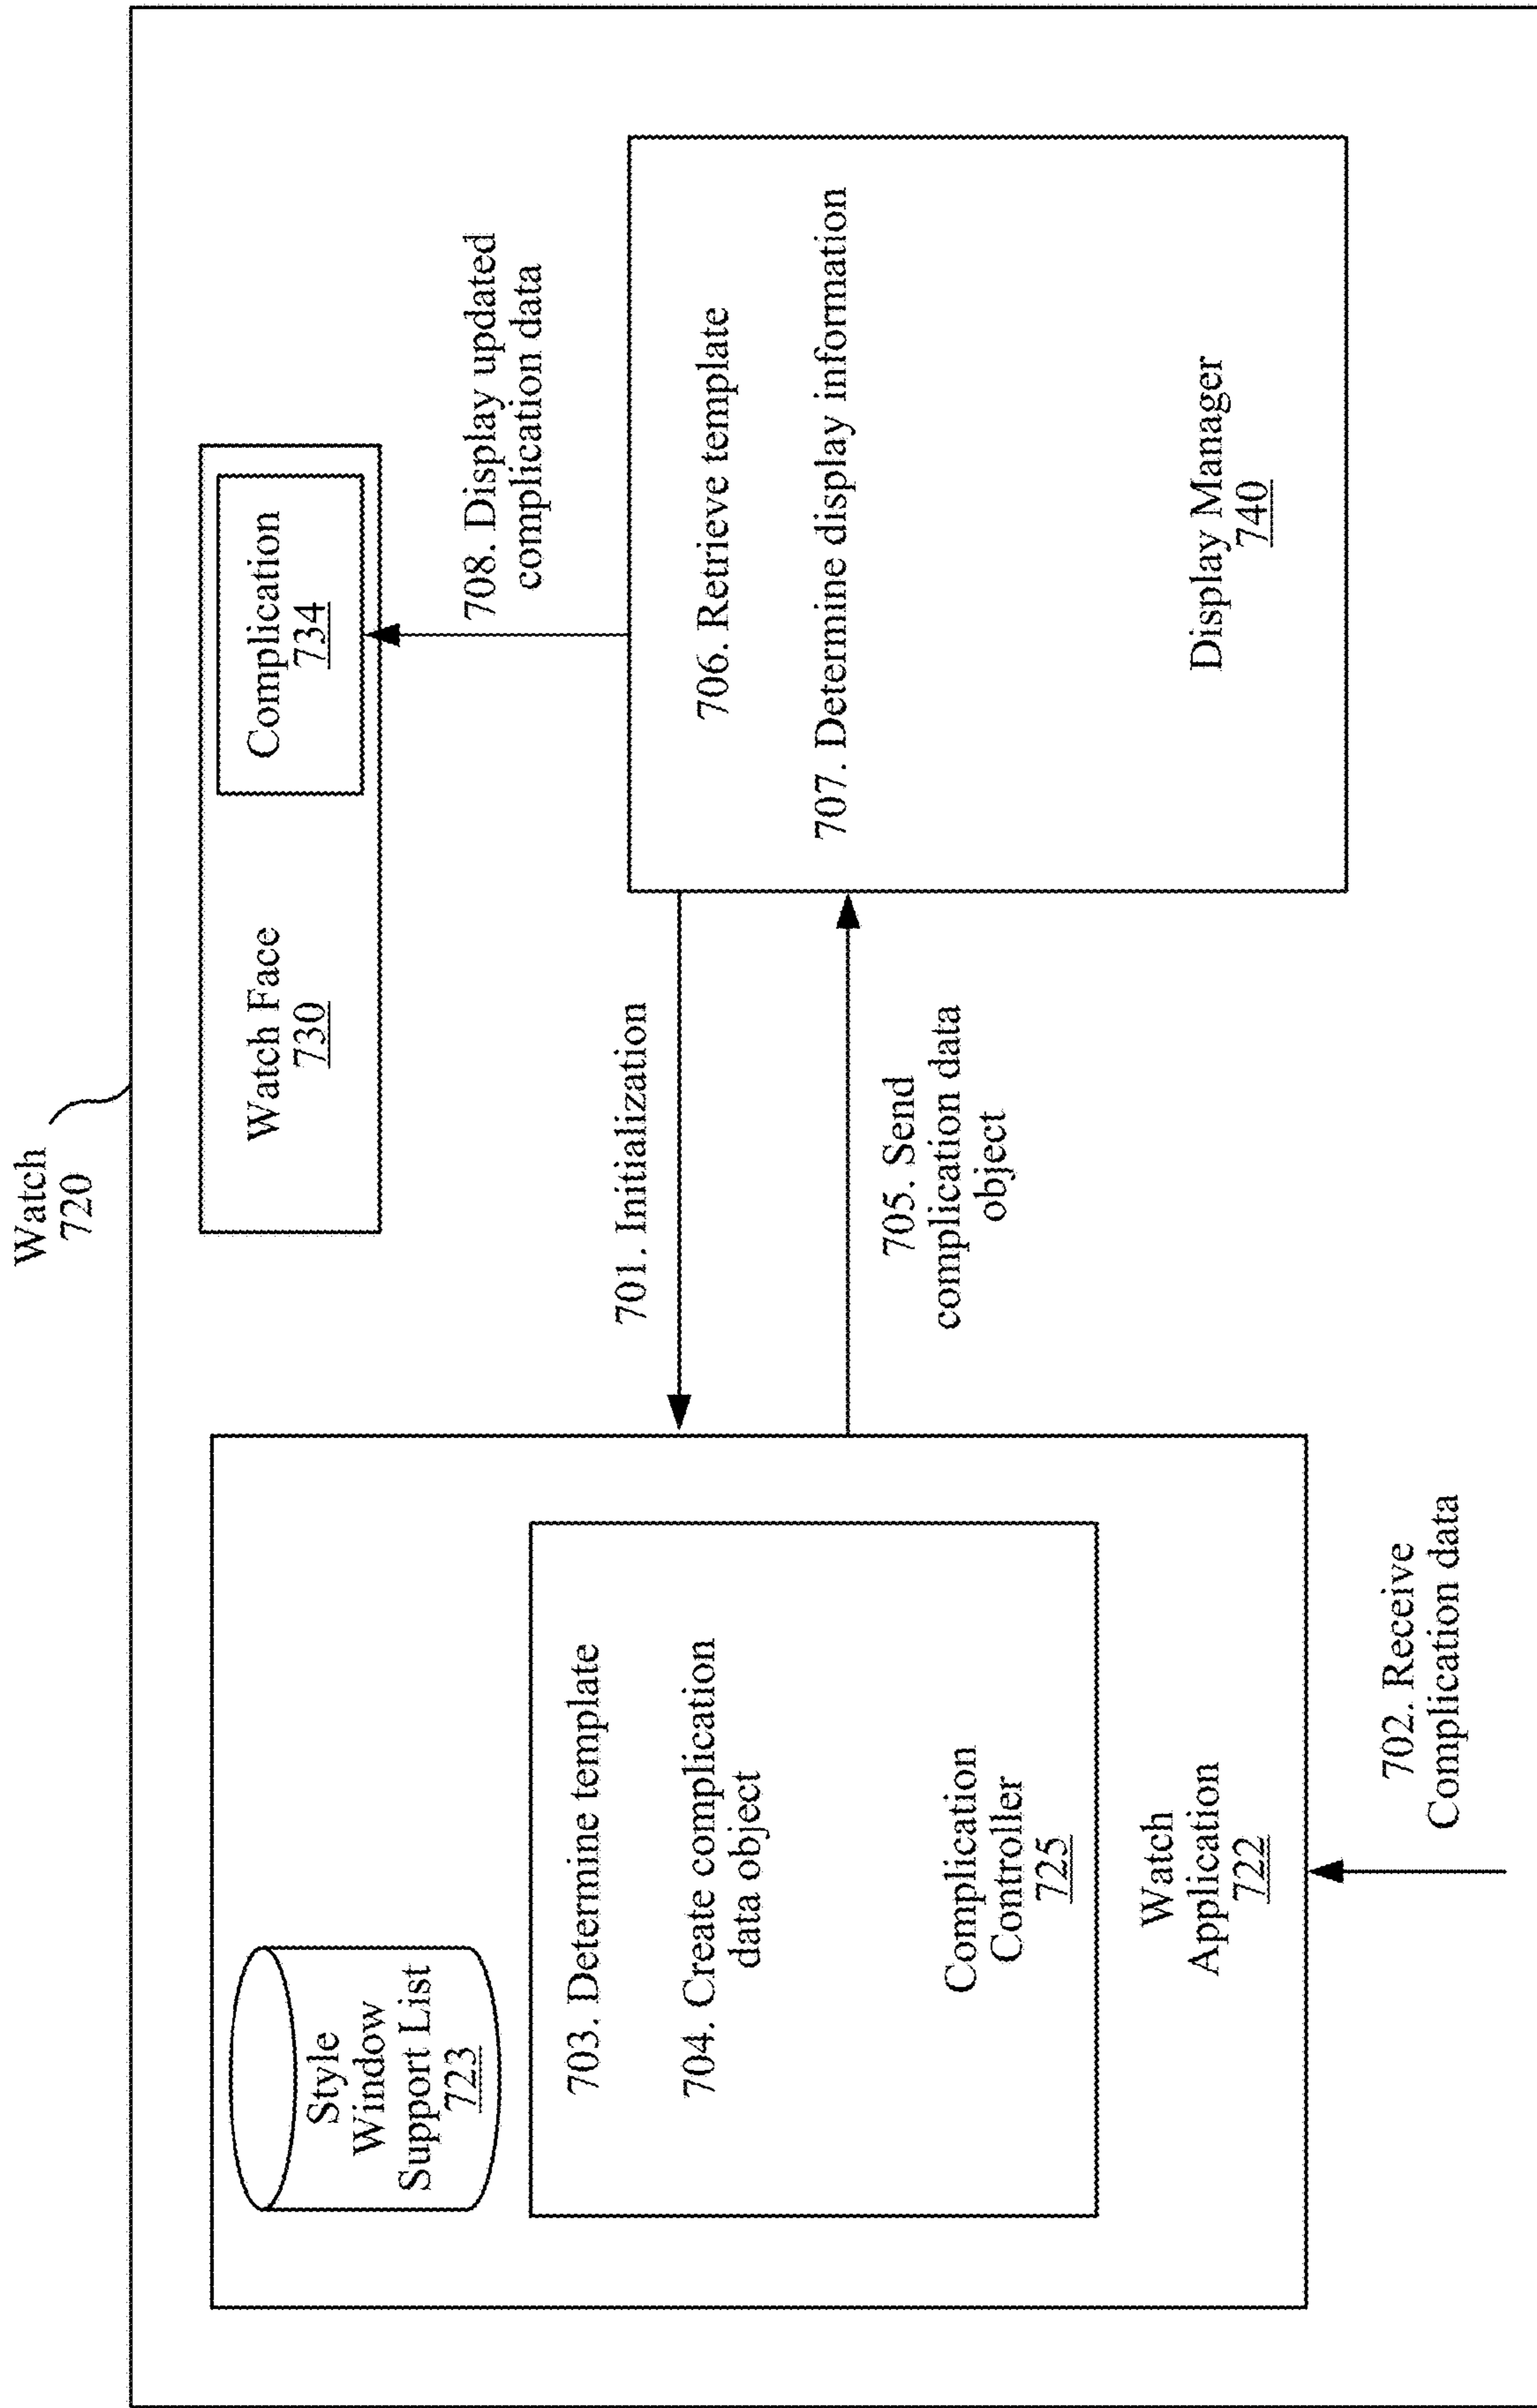 Watch
720
Style
Window
Support List
723
703. Determine template
704. Create complication
data object
Complication
Controller
725
Watch
Application
722
702. Receive
Complication data
701. Initialization
705. Send
complication data
object
Watch Face
730
Complication
734
708. Display updated
complication data
706. Retrieve template
707. Determine display information
Display Manager
740